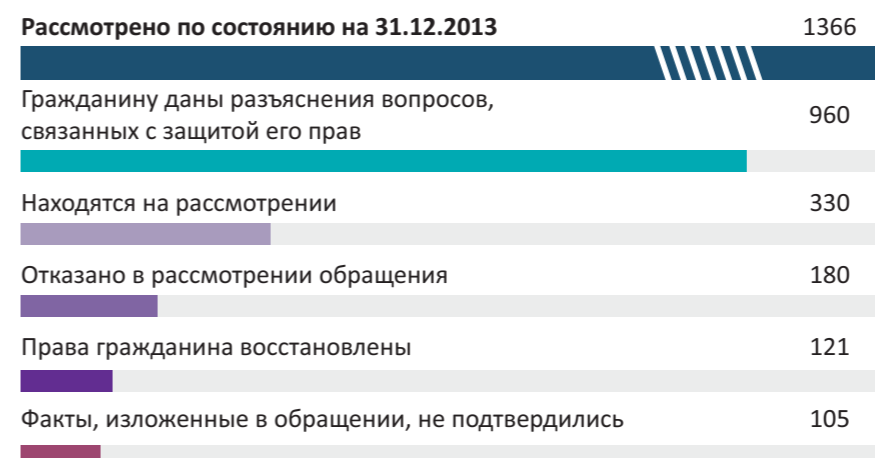 Рассмотрено по состоянию на 31.12.2013 1366
Гражданину даны разъяснения вопросов,
связанных с защитой его прав 960
Находятся на рассмотрении 330
Отказано в рассмотрении обращения 180
Права гражданина восстановлены 121
Факты, изложенные в обращении, не подтвердились 105